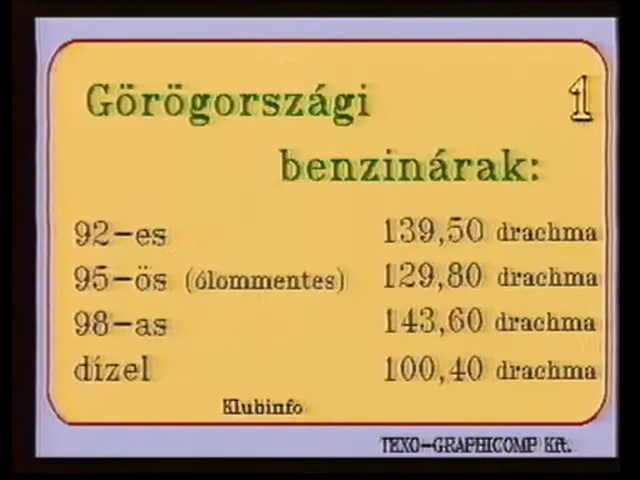 Görögországi 1
benzinárak:
92-es 139,50 drachma
95-ös (ólommentes) 129,80 drachma
98-as 143,60 drachma
dízel 100,40 drachma
Klubinfo
TEXO-GRAPHICOMP Kft.